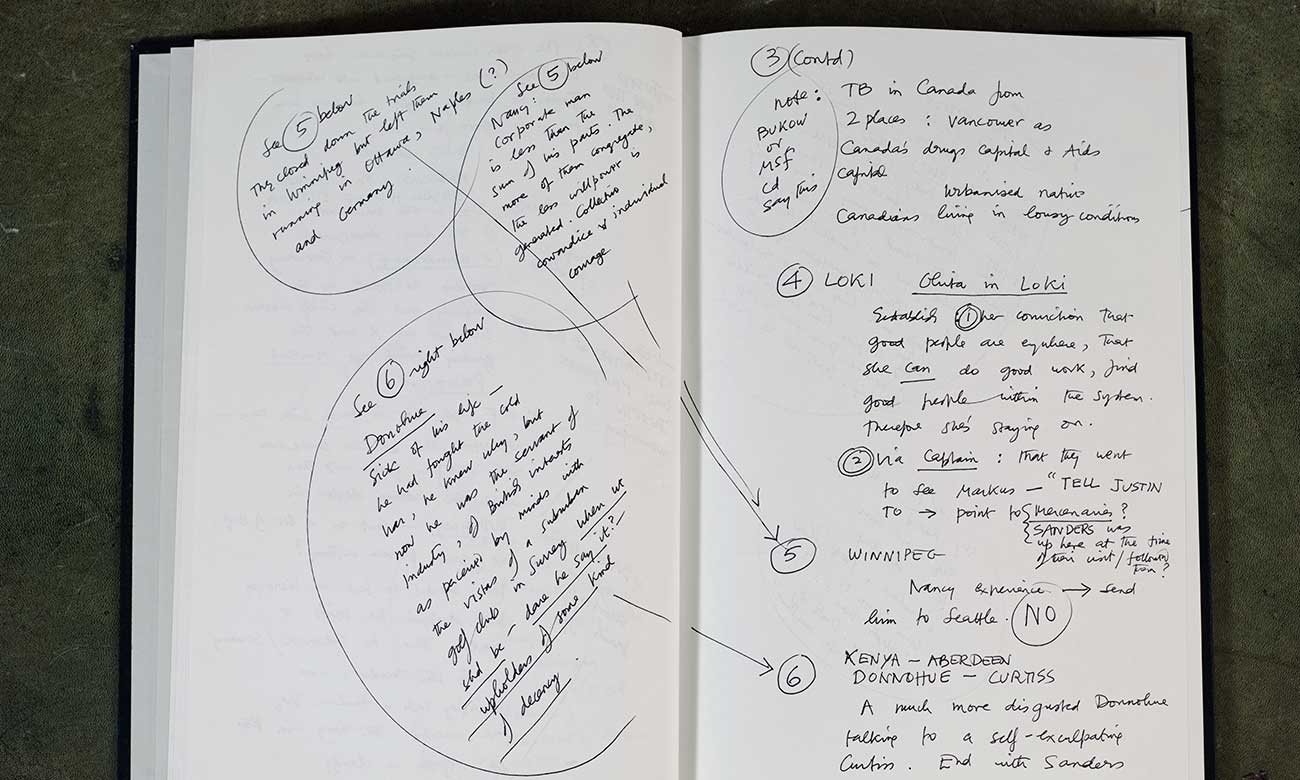 See 5 below
They closed down the trials
in Winnipeg but left them
running in Ottawa, Naples (?)
and Germany.
See 5 below
Nancy:
Corporate man
is less than the
sum of his parts. The
more of them congregate,
the less willpower is
generated. Collective
cowardice v. individual
courage
See 6 right below
Donohue
Sick of his life —
he had fought the cold
war, he knew why, but
now he was the servant of
Industry, of British interests
as perceived by minds with
the vistas of a suburban
golf club in Surrey when we
shd be — dare he say it? —
upholders of some kind
of decency.
3 (contd)
note:
BUKOW
or
MSF
cd
say this
TB in Canada from
2 places: Vancouver as
Canada's drugs capital & Aids
capital
Urbanised native
Canadians living in lousy conditions
4 LOKI Ghita in Loki
Establish 1 her conviction that
good people are eywhere, that
she can do good work, find
good people within the system.
Therefore she's staying on.
2 Via Captain: that they went
to see Markus — "TELL JUSTIN
TO → point to { Mercenaries?
{ SANDERS was
up here at the time
of their visit/
5 WINNIPEG
Nancy experience → send
him to Seattle. NO
6 KENYA — ABERDEEN
DONNOHUE — CURTISS
A much more disgusted Donnohue
talking to a self-exculpating
Curtiss. End with Sanders